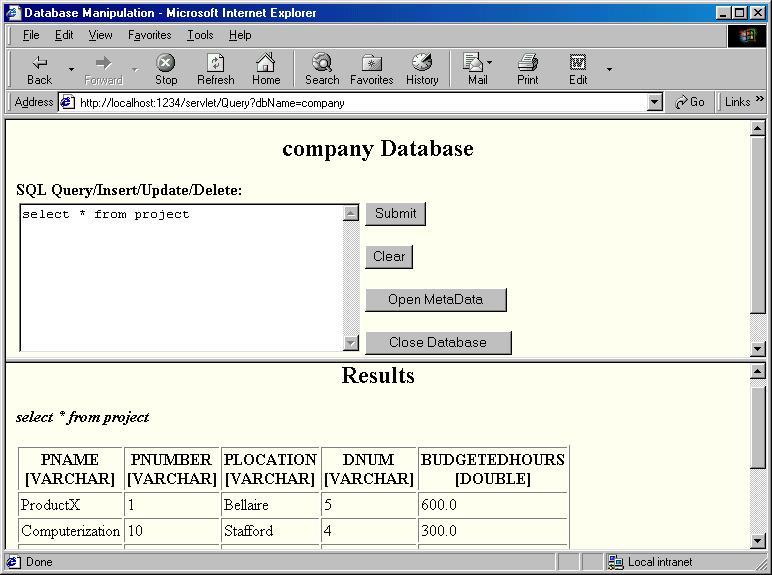 Database Manipulation - Microsoft Internet Explorer
File Edit View Favorites Tools Help
Back Forward Stop Refresh Home Search Favorites History Mail Print Edit
Address http://localhost:1234/servlet/Query?dbName=company Go Links »
company Database
SQL Query/Insert/Update/Delete:
select * from project
Submit
Clear
Open MetaData
Close Database
Results
select * from project
PNAME PNUMBER PLOCATION DNUM BUDGETEDHOURS
[VARCHAR] [VARCHAR] [VARCHAR] [VARCHAR] [DOUBLE]
ProductX 1 Bellaire 5 600.0
Computerization 10 Stafford 4 300.0
Done Local intranet